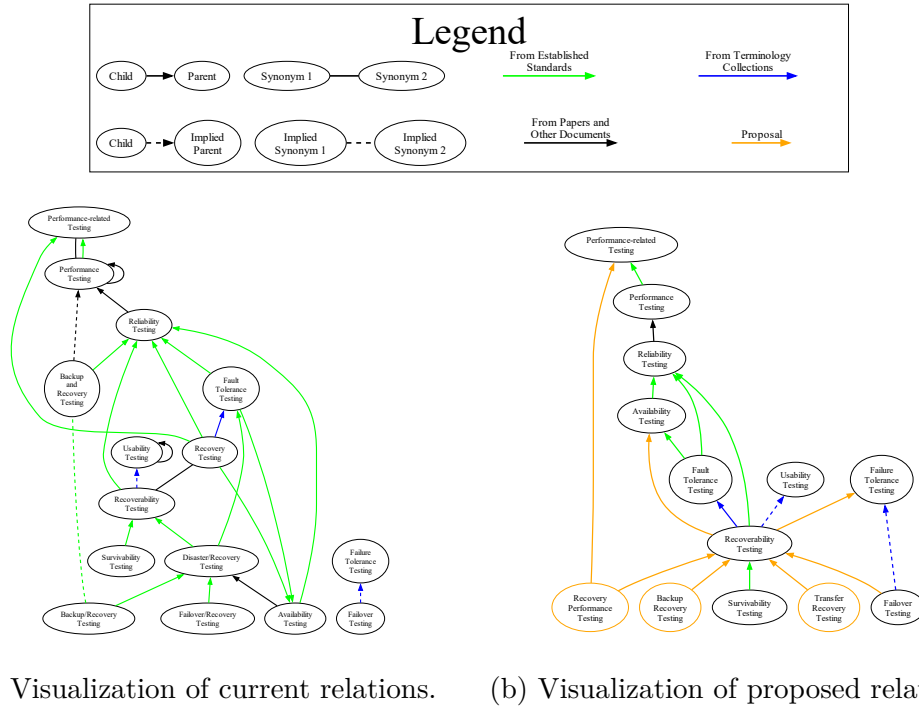 Legend
From Established
Standards
From Terminology
Collections
Child
Parent
Synonym 1
Synonym 2
From Papers and
Other Documents
Proposal
Child
Implied
Parent
Implied
Synonym 1
Implied
Synonym 2
Performance-related
Testing
Performance
Testing
Reliability
Testing
Backup
and
Recovery
Testing
Fault
Tolerance
Testing
Usability
Testing
Recovery
Testing
Recoverability
Testing
Survivability
Testing
Disaster/Recovery
Testing
Failure
Tolerance
Testing
Backup/Recovery
Testing
Failover/Recovery
Testing
Availability
Testing
Failover
Testing
Performance-related
Testing
Performance
Testing
Reliability
Testing
Availability
Testing
Fault
Tolerance
Testing
Usability
Testing
Failure
Tolerance
Testing
Recoverability
Testing
Recovery
Performance
Testing
Backup
Recovery
Testing
Survivability
Testing
Transfer
Recovery
Testing
Failover
Testing
Visualization of current relations.
(b) Visualization of proposed rela